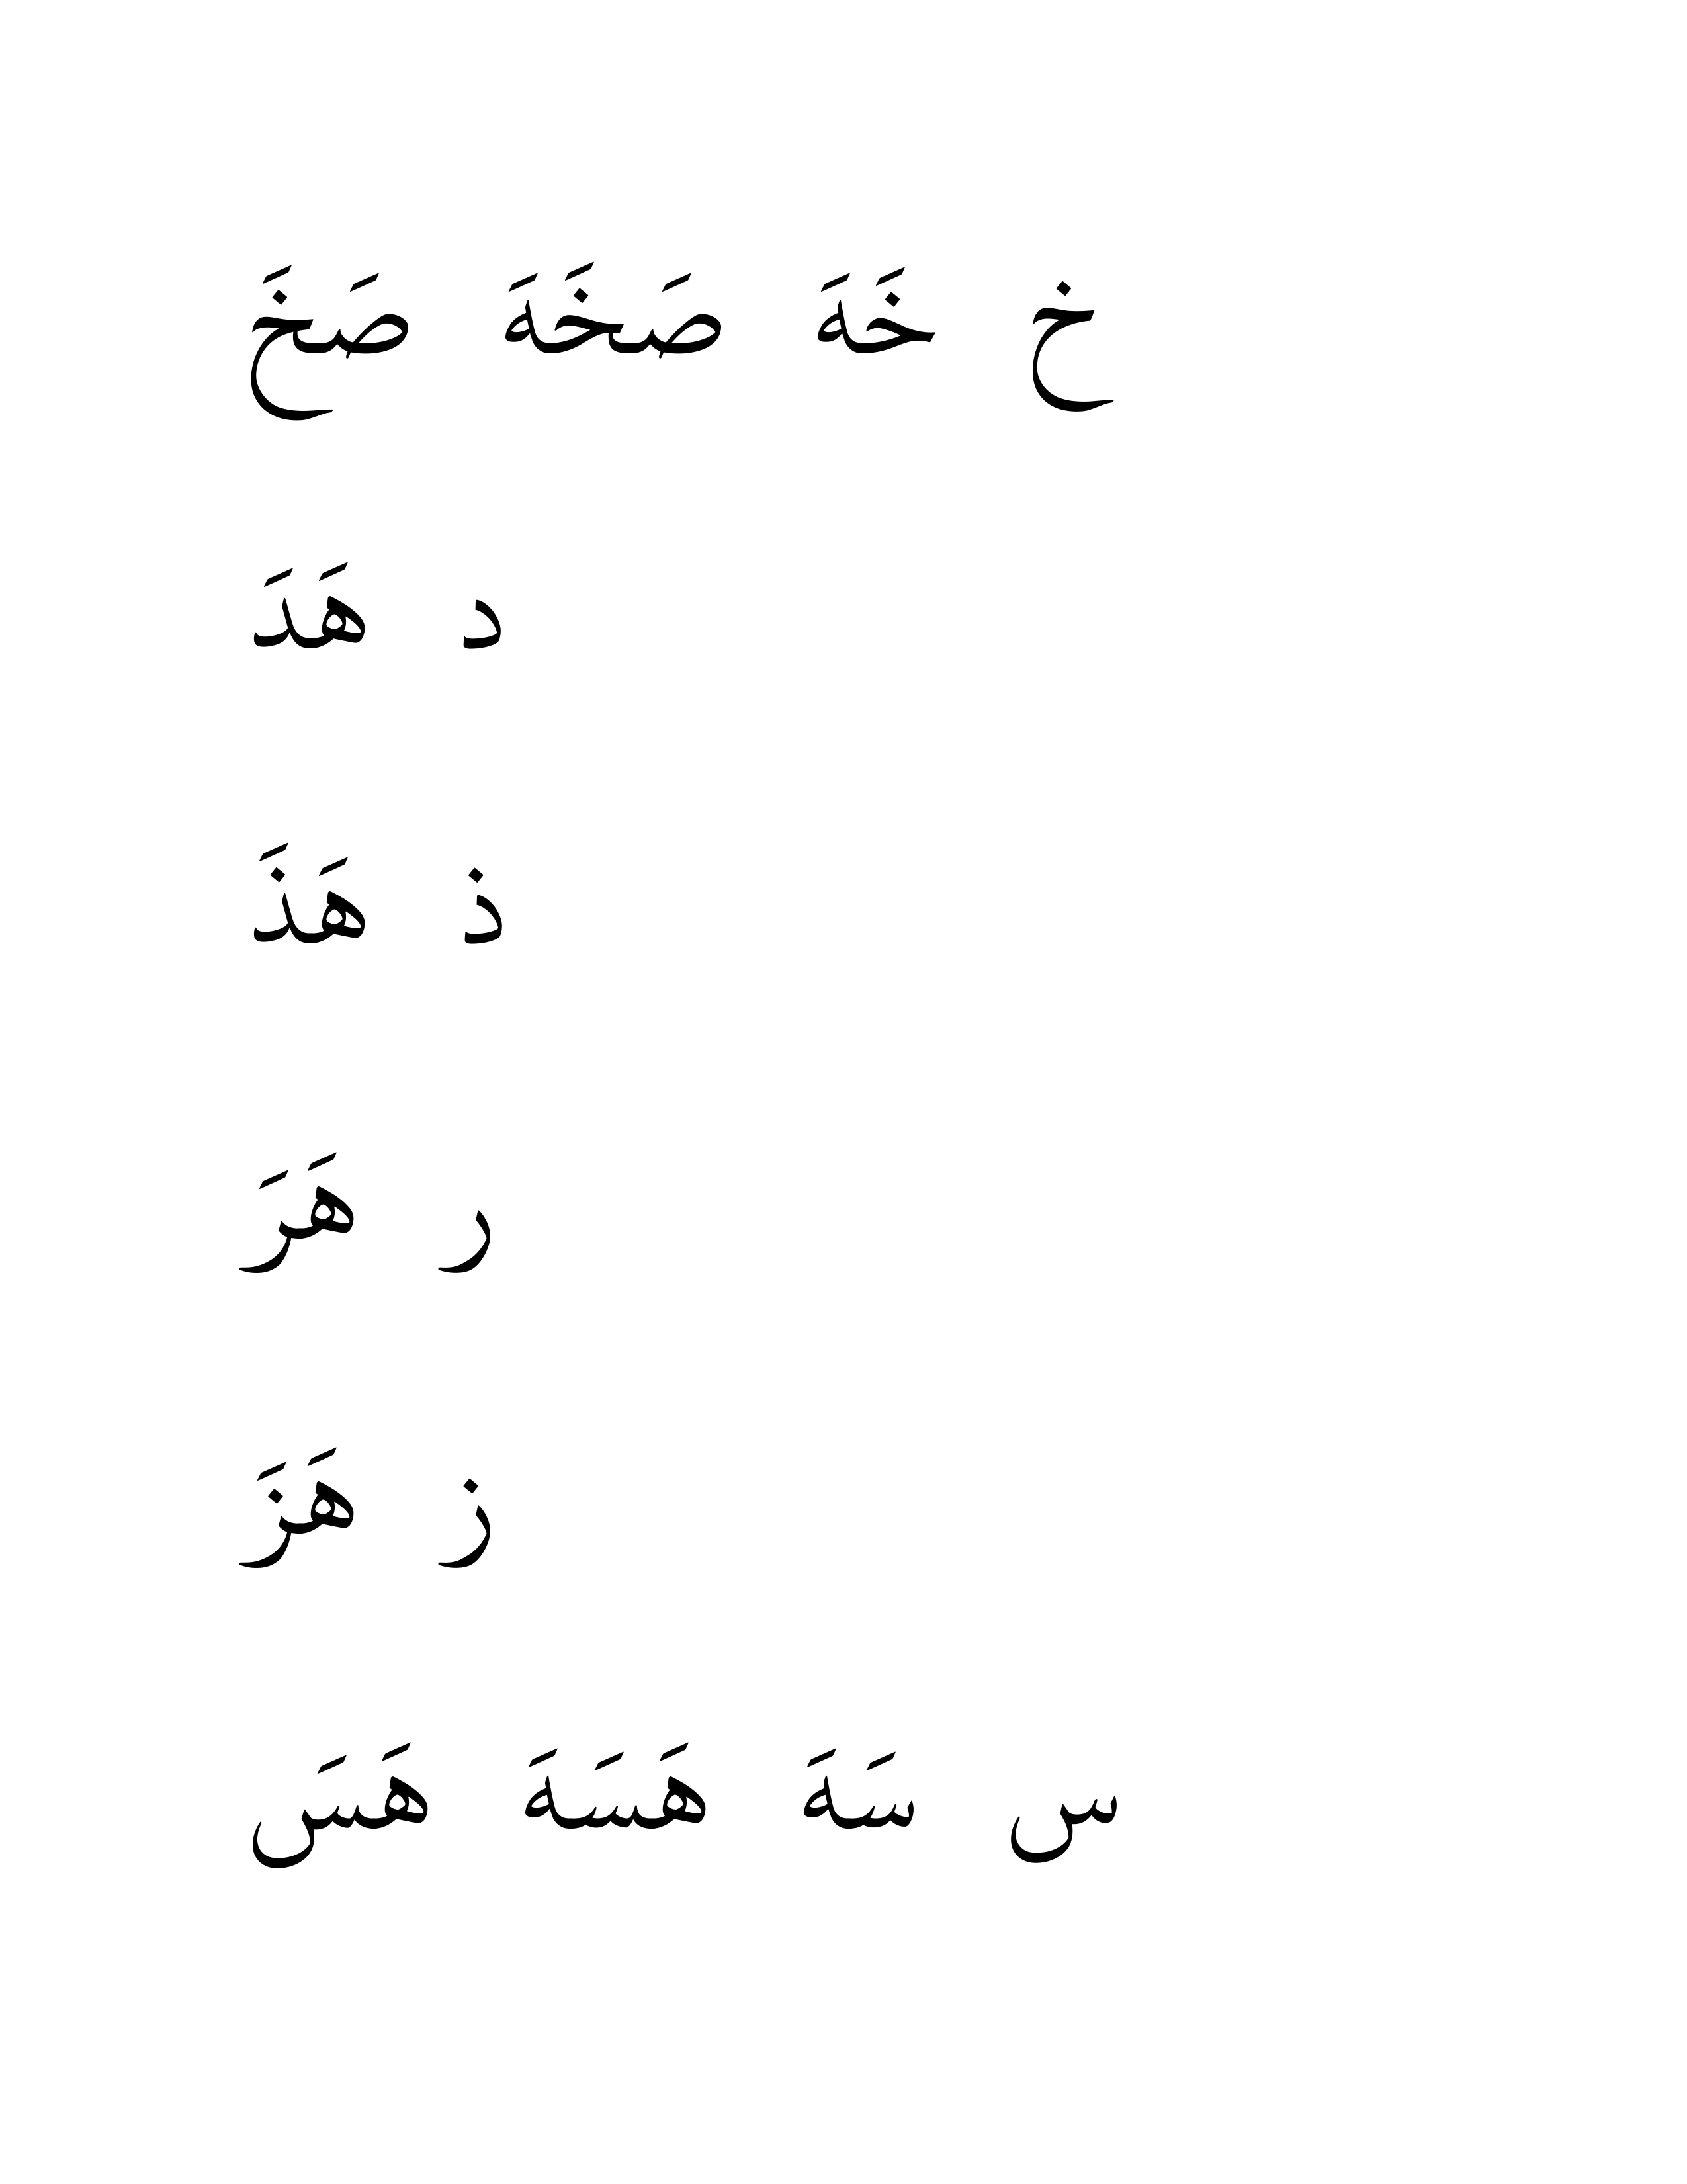 خ خَهَ صَخَهَ صَخَ
د هَدَ
ذ هَذَ
ر هَرَ
ز هَزَ
س سَهَ هَسَهَ هَسَ